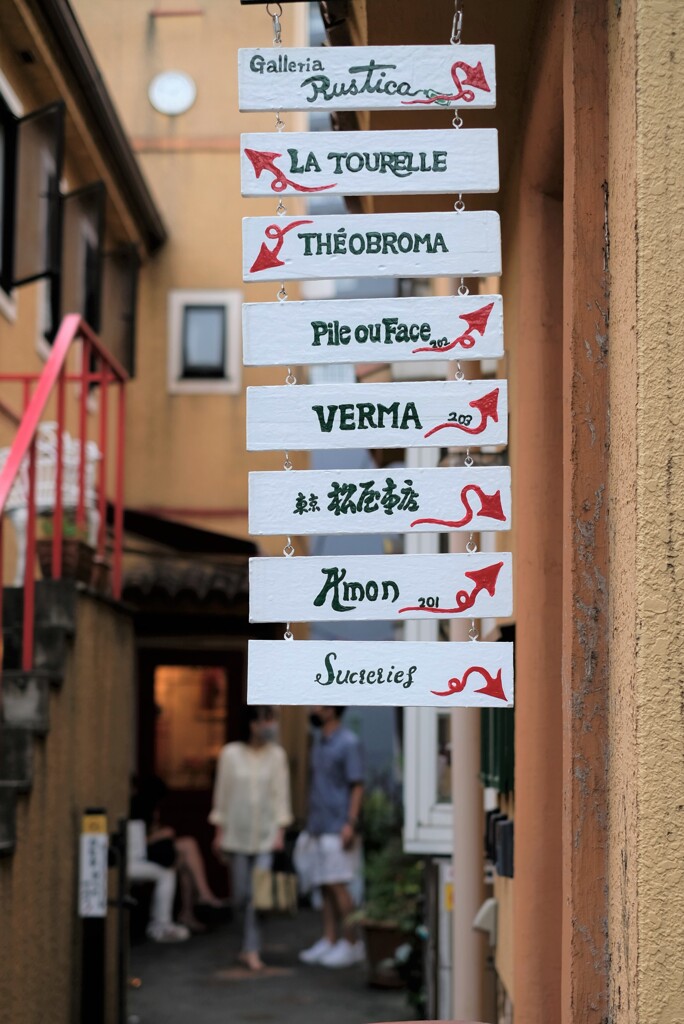 Galleria
Rustica
LA TOURELLE
THÉOBROMA
Pile ou Face
202
VERMA
203
東京 松屋本店
A'mon
201
Sucreries